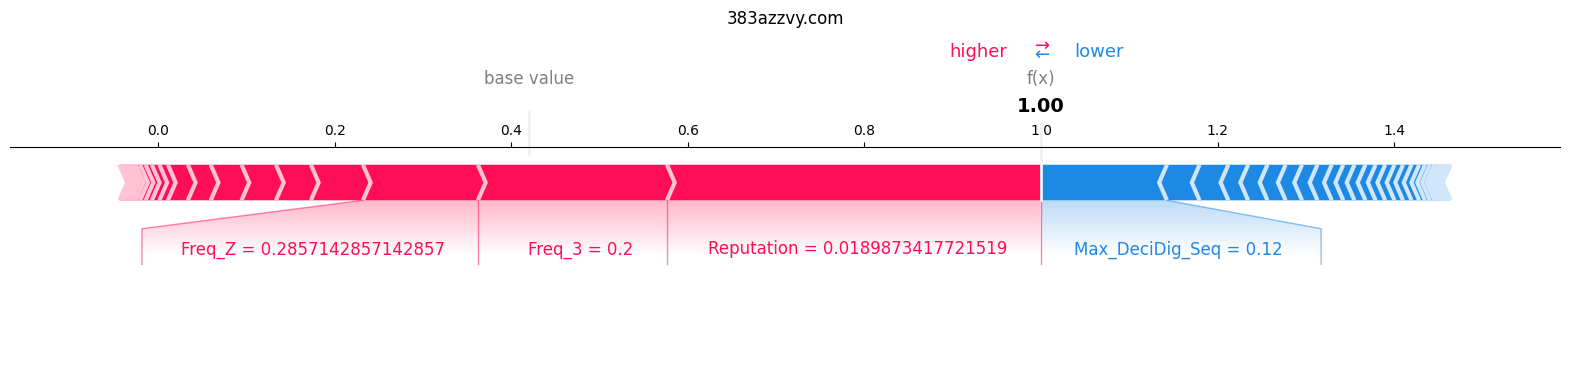 383azzvy.com
higher ⇄ lower
base value f(x)
1.00
0.0 0.2 0.4 0.6 0.8 1.0 1.2 1.4
Freq_Z = 0.2857142857142857 Freq_3 = 0.2 Reputation = 0.0189873417721519 Max_DeciDig_Seq = 0.12